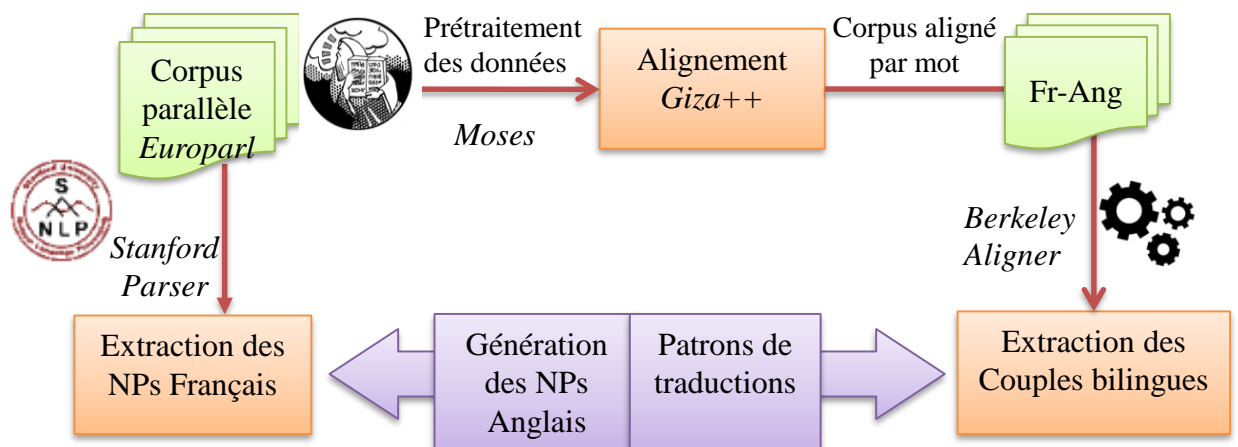 Corpus
parallèle
Europarl
Prétraitement
des données
Moses
Alignement
Giza++
Corpus aligné
par mot
Fr-Ang
S
NLP
Stanford
Parser
Berkeley
Aligner
Extraction des
NPs Français
Génération
des NPs
Anglais
Patrons de
traductions
Extraction des
Couples bilingues